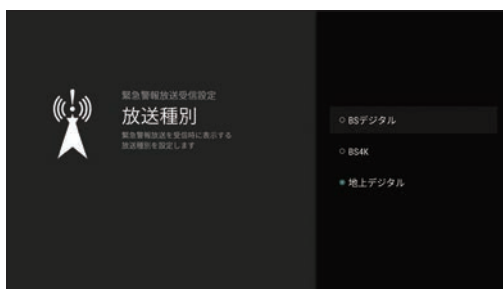 緊急警報放送受信設定
放送種別
緊急警報放送を受信時に表示する
放送種別を設定します
BSデジタル
BS4K
地上デジタル